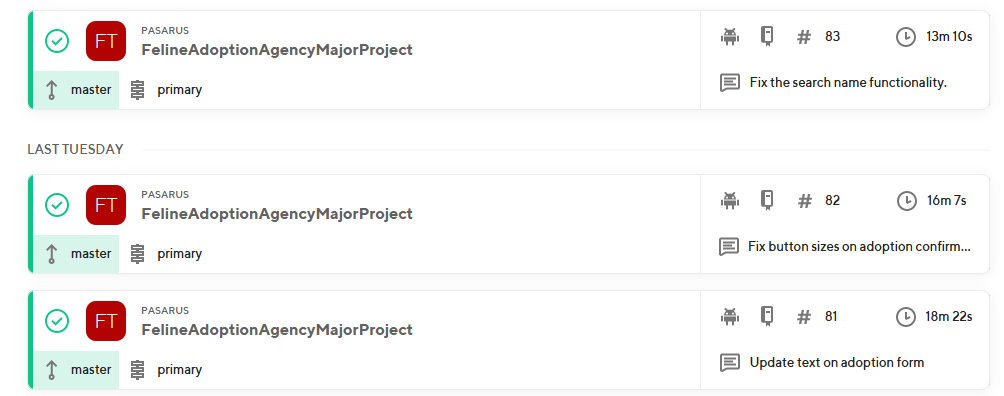 FT
PASARUS
FelineAdoptionAgencyMajorProject
master
primary
# 83
13m 10s
Fix the search name functionality.
LAST TUESDAY
FT
PASARUS
FelineAdoptionAgencyMajorProject
master
primary
# 82
16m 7s
Fix button sizes on adoption confirm...
FT
PASARUS
FelineAdoptionAgencyMajorProject
master
primary
# 81
18m 22s
Update text on adoption form